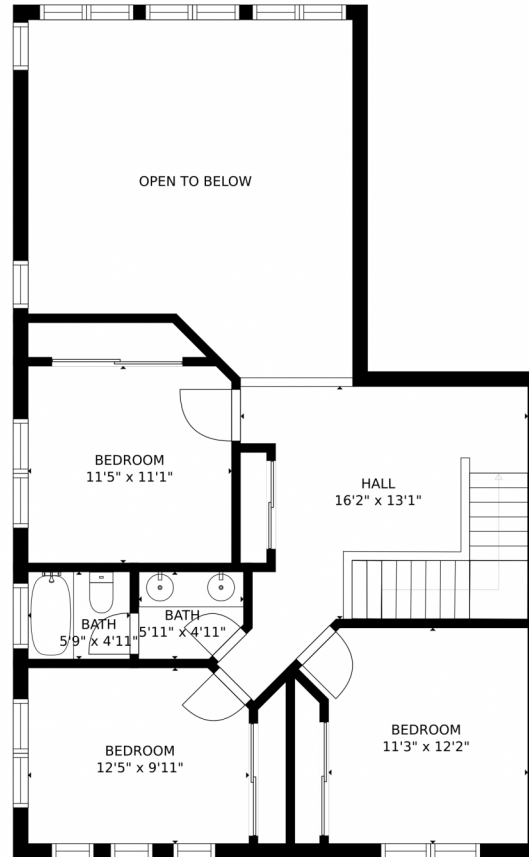 OPEN TO BELOW
BEDROOM
11'5" x 11'1"
HALL
16'2" x 13'1"
BATH
5'9" x 4'11"
BATH
5'11" x 4'11"
BEDROOM
12'5" x 9'11"
BEDROOM
11'3" x 12'2"